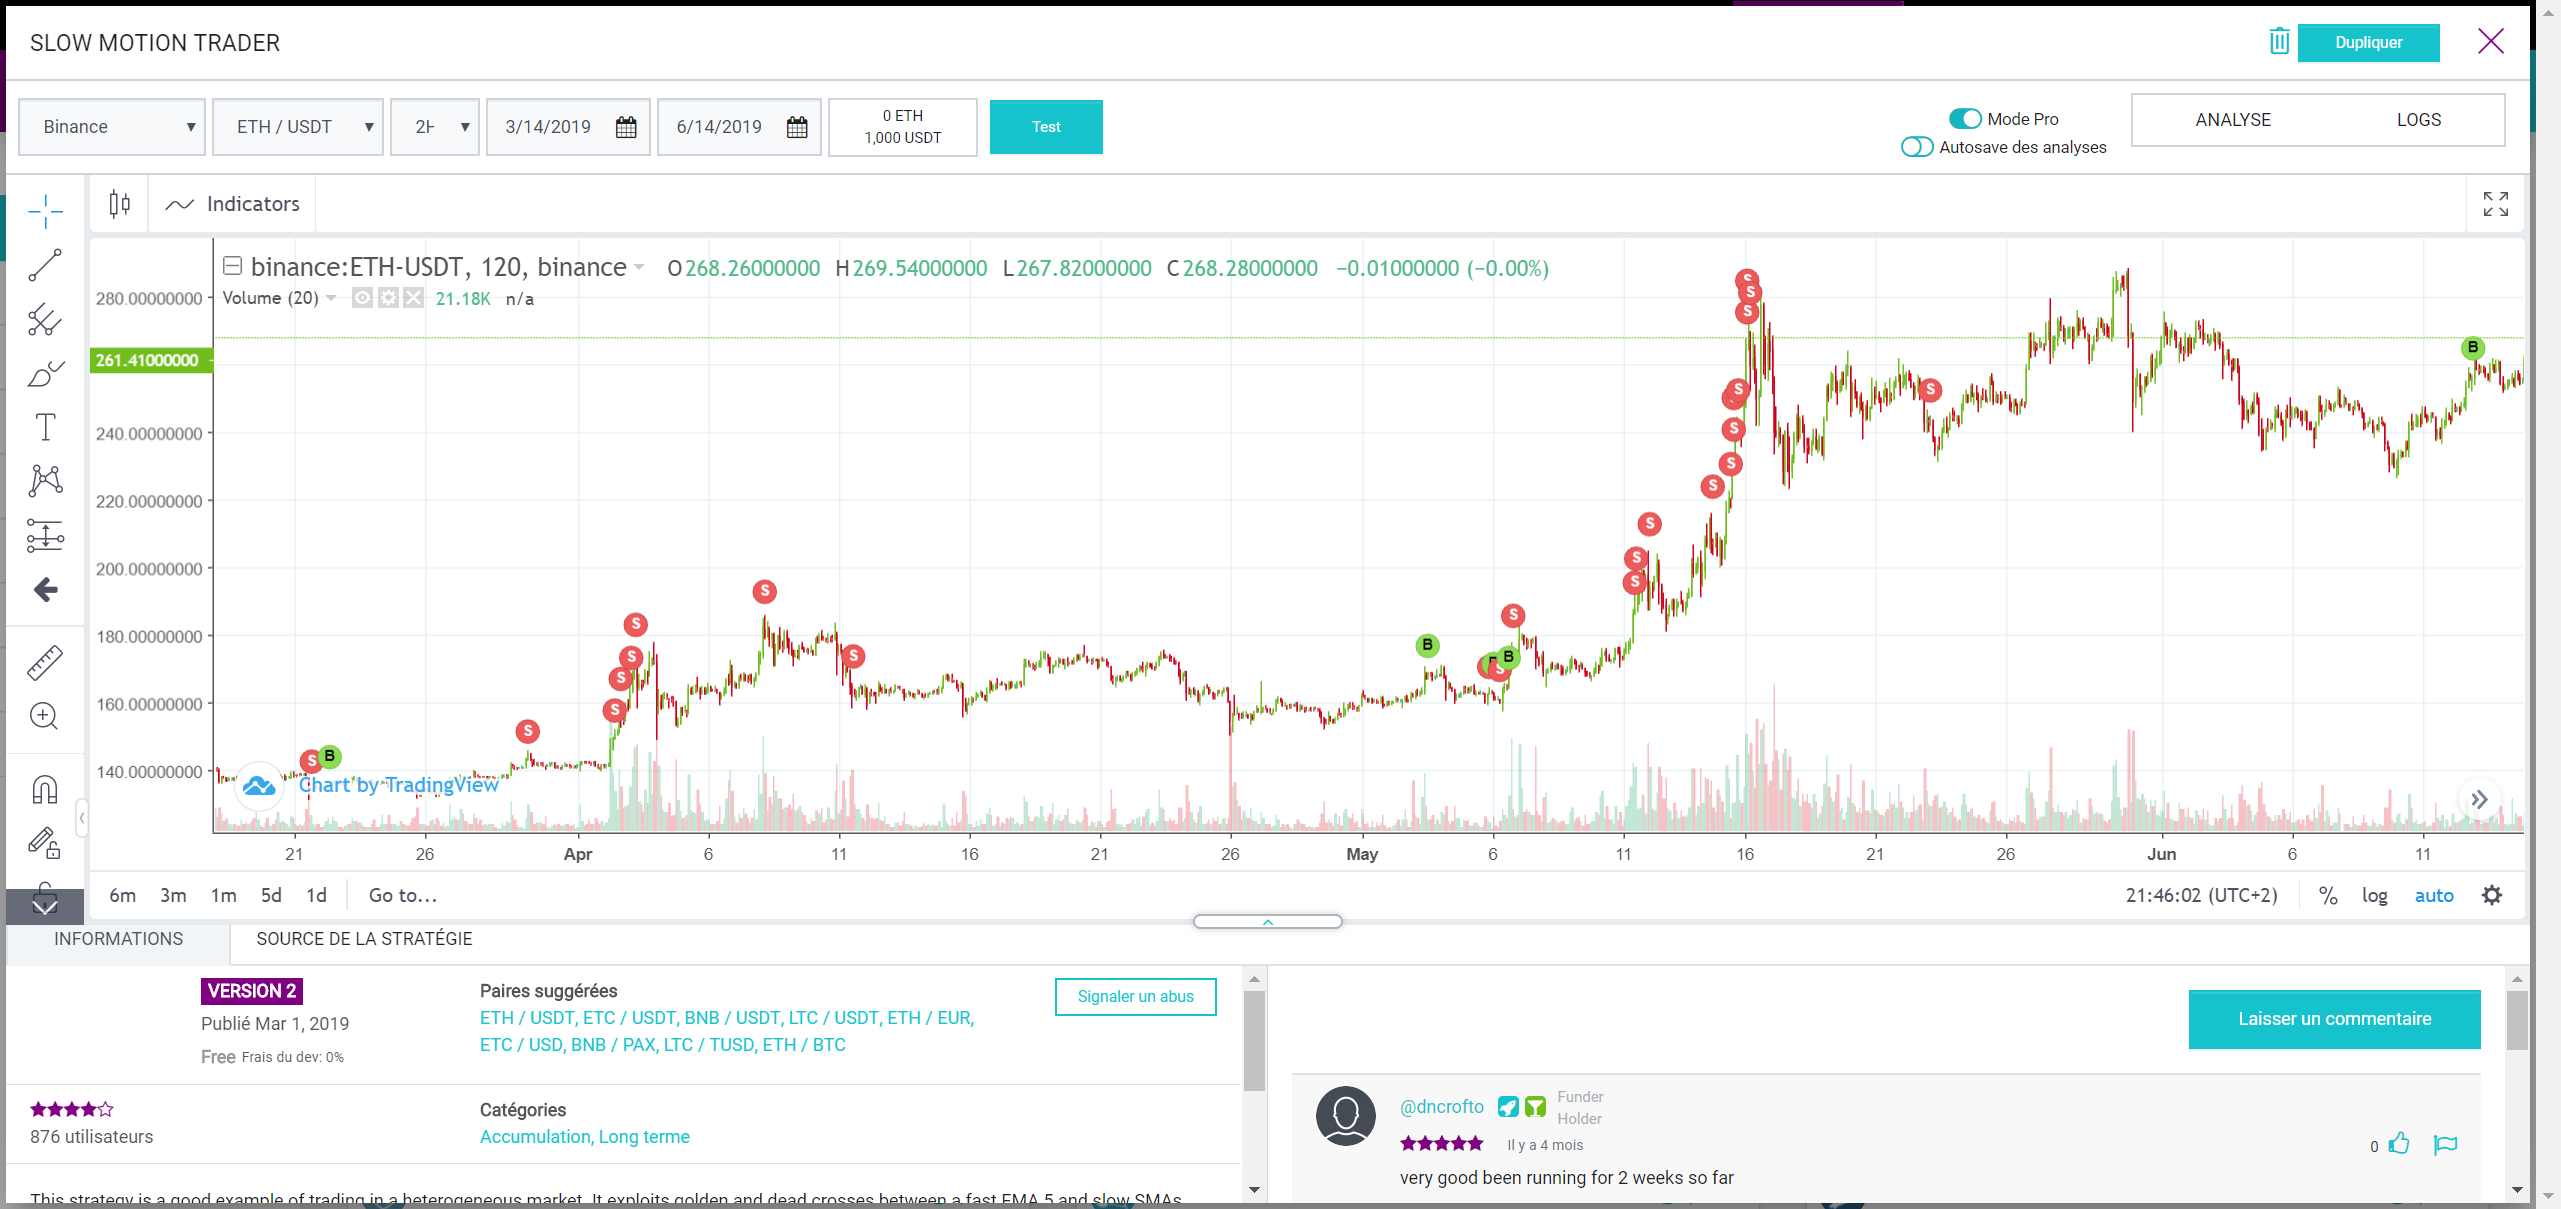 SLOW MOTION TRADER
Dupliquer
Binance
ETH / USDT
2H
3/14/2019
6/14/2019
0 ETH
1,000 USDT
Test
Mode Pro
Autosave des analyses
ANALYSE
LOGS
Indicators
binance:ETH-USDT, 120, binance
O268.26000000 H269.54000000 L267.82000000 C268.28000000 −0.01000000 (−0.00%)
Volume (20)
21.18K n/a
280.00000000
261.41000000
240.00000000
220.00000000
200.00000000
180.00000000
160.00000000
140.00000000
S
S
S
S
S
B
S
S
S
S
S
S
S
S
S
S
B
S
S
S
B
B
S
S
S
S
S
S
S
B
Chart by TradingView
21 26 Apr 6 11 16 21 26 May 6 11 16 21 26 Jun 6 11
6m 3m 1m 5d 1d Go to...
21:46:02 (UTC+2) % log auto
INFORMATIONS
SOURCE DE LA STRATÉGIE
VERSION 2
Publié Mar 1, 2019
Free Frais du dev: 0%
Paires suggérées
ETH / USDT, ETC / USDT, BNB / USDT, LTC / USDT, ETH / EUR,
ETC / USD, BNB / PAX, LTC / TUSD, ETH / BTC
Signaler un abus
876 utilisateurs
Catégories
Accumulation, Long terme
This strategy is a good example of trading in a heterogeneous market. It exploits golden and dead crosses between a fast EMA 5 and slow SMAs
Laisser un commentaire
@dncrofto
Funder
Holder
Il y a 4 mois
0
very good been running for 2 weeks so far